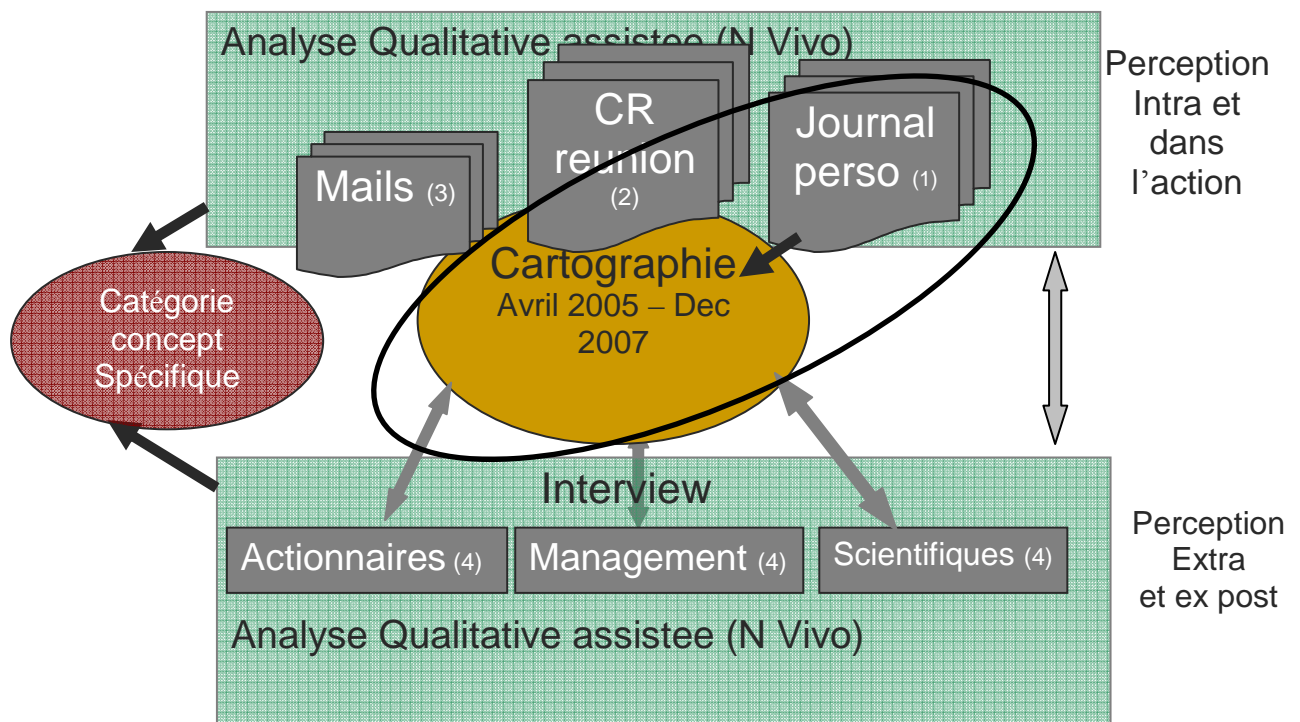 Analyse Qualitative assistee (N Vivo)
Perception
Intra et
dans
l’action
CR
reunion
(2)
Journal
perso (1)
Mails (3)
Cartographie
Avril 2005 – Dec
2007
Catégorie
concept
Spécifique
Interview
Actionnaires (4)
Management (4)
Scientifiques (4)
Perception
Extra
et ex post
Analyse Qualitative assistee (N Vivo)